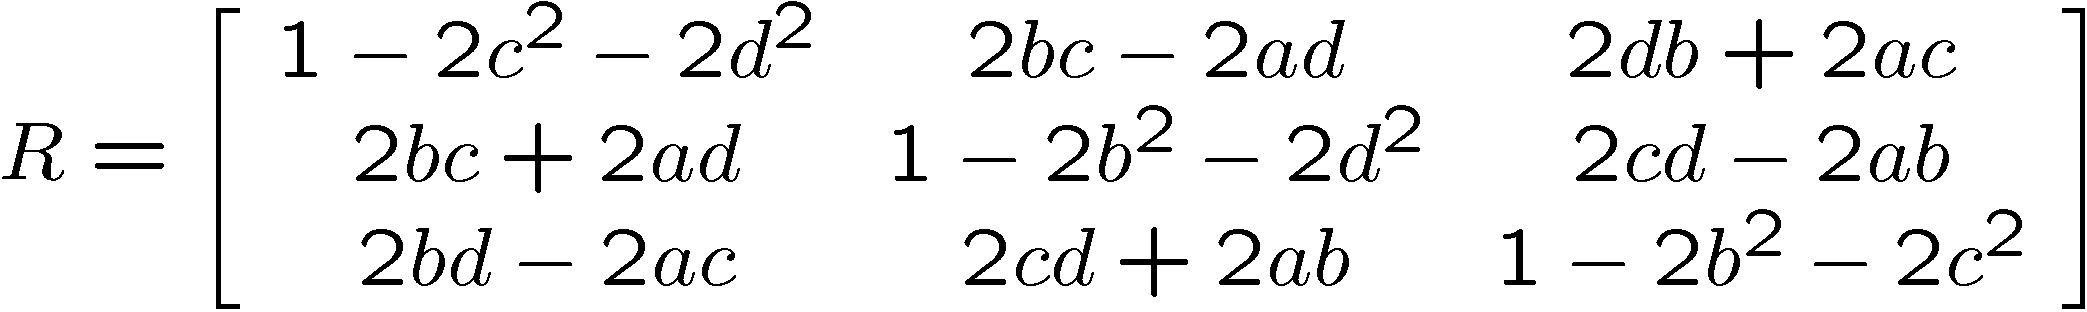 1 − 2c² − 2d² 2bc − 2ad 2db + 2ac
R = 2bc + 2ad 1 − 2b² − 2d² 2cd − 2ab
2bd − 2ac 2cd + 2ab 1 − 2b² − 2c²